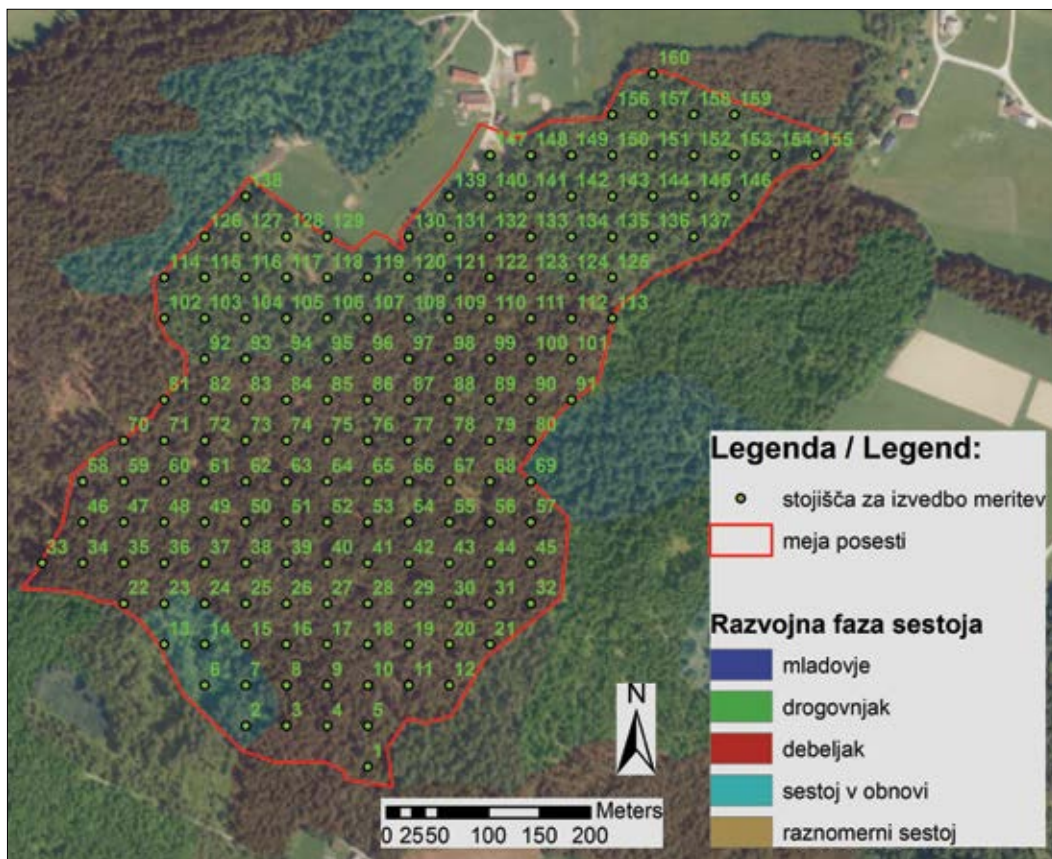 160
156 157 158 159
147 148 149 150 151 152 153 154 155
138 139 140 141 142 143 144 145 146
126 127 128 129 130 131 132 133 134 135 136 137
114 115 116 117 118 119 120 121 122 123 124 125
102 103 104 105 106 107 108 109 110 111 112 113
92 93 94 95 96 97 98 99 100 101
81 82 83 84 85 86 87 88 89 90 91
70 71 72 73 74 75 76 77 78 79 80
58 59 60 61 62 63 64 65 66 67 68 69
46 47 48 49 50 51 52 53 54 55 56 57
33 34 35 36 37 38 39 40 41 42 43 44 45
22 23 24 25 26 27 28 29 30 31 32
13 14 15 16 17 18 19 20 21
6 7 8 9 10 11 12
2 3 4 5
1
Legenda / Legend:
stojišča za izvedbo meritev
meja posesti
Razvojna faza sestoja
mladovje
drogovnjak
debeljak
sestoj v obnovi
raznomerni sestoj
N
Meters
0 25 50 100 150 200